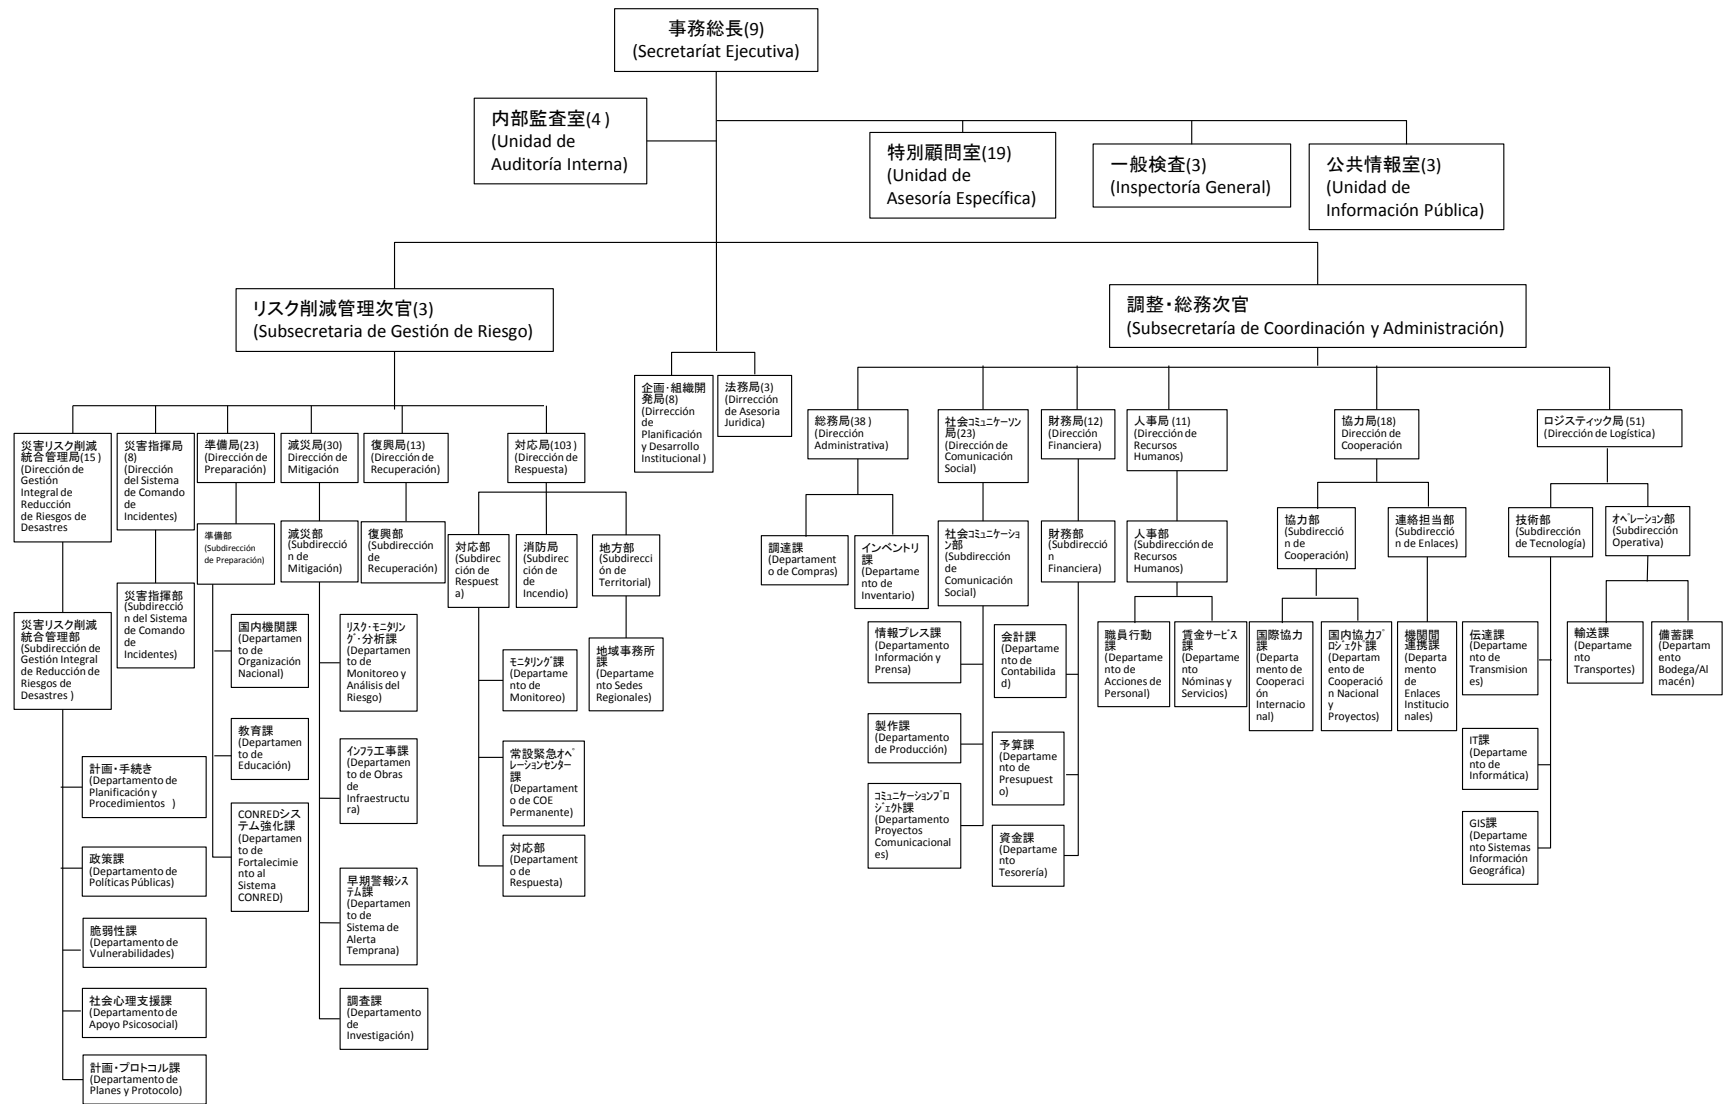 事務総長(9)
(Secretaríat Ejecutiva)
内部監査室(4 )
(Unidad de
Auditoría Interna)
特別顧問室(19)
(Unidad de
Asesoría Específica)
一般検査(3)
(Inspectoría General)
公共情報室(3)
(Unidad de
Información Pública)
リスク削減管理次官(3)
(Subsecretaria de Gestión de Riesgo)
調整・総務次官
(Subsecretaría de Coordinación y Administración)
企画・組織開
発局(8)
(Dirrección
de
Planificación
y Desarrollo
Institucional )
法務局(3)
(Dirrección
de Asesoria
Juridica)
災害リスク削減
統合管理局(15)
(Dirección de
Gestión
Integral de
Reducción
de Riesgos de
Desastres
災害指揮局
(8)
(Dirección
del Sistema
de Comando
de
Incidentes)
準備局(23)
(Dirección de
Preparación)
減災局(30)
Dirección de
Mitigación
復興局(13)
(Dirección de
Recuperación)
対応局(103)
(Dirección de
Respuesta)
総務局(38 )
(Dirección
Administrativa)
社会コミュニケーソン
局(23)
(Dirección de
Comunicación
Social)
財務局(12)
(Dirección
Financiera)
人事局(11)
(Dirección de
Recursos
Humanos)
協力局(18)
Dirección de
Cooperación
ロジスティック局(51)
(Dirección de Logística)
災害リスク削減
統合管理部
(Subdirección de
Gestión Integral
de Reducción de
Riesgos de
Desastres )
災害指揮部
(Subdirecció
n del Sistema
de Comando
de
Incidentes)
準備部
(Subdirección
de Preparación)
減災部
(Subdirecció
n de
Mitigación)
復興部
(Subdirección
Recuperación)
対応部
(Subdirec
ción de
Respuest
a)
消防局
(Subdirec
ción de
de
Incendio)
地方部
(Subdirecci
ón de
Territorial)
調達課
(Departament
o de Compras)
インベントリ
課
(Departament
o de
Inventario)
社会コミュニケーショ
ン部
(Subdirección
de
Comunicación
Social)
財務部
(Subdirecció
n
Financiera)
人事部
(Subdirección de
Recursos
Humanos)
協力部
(Subdirecció
n de
Cooperación)
連絡担当部
(Subdirecció
n de Enlaces)
技術部
(Subdirección
de Tecnología)
オペレーション部
(Subdirección
Operativa)
計画・手続き
(Departamento de
Planificación y
Procedimientos )
政策課
(Departamento de
Políticas Públicas)
脆弱性課
(Departamento de
Vulnerabilidades)
社会心理支援課
(Departamento de
Apoyo Psicosocial)
計画・プロトコル課
(Departamento de
Planes y Protocolo)
国内機関課
(Departamen
to de
Organización
Nacional)
教育課
(Departamen
to de
Educación)
CONREDシス
テム強化課
(Departamen
to de
Fortalecimie
nto al
Sistema
CONRED)
リスク・モニタリン
グ・分析課
(Departamento
de
Monitoreo y
Análisis del
Riesgo)
インフラ工事課
(Departamen
to de Obras
de
Infraestructu
ra)
早期警報シス
テム課
(Departamen
to de
Sistema de
Alerta
Temprana)
調査課
(Departamento
de
Investigación)
モニタリング課
(Departame
nto de
Monitoreo)
常設緊急オペ
レーションセンター
課
(Departament
o de COE
Permanente)
対応部
(Departament
o de
Respuesta)
地域事務所
課
(Departame
nto Sedes
Regionales)
情報プレス課
(Departamento
Información y
Prensa)
製作課
(Departamento
de Producción)
コミュニケーションプロ
ジェクト課
(Departamento
Proyectos
Comunicacional
es)
会計課
(Departame
nto de
Contabilida
d)
予算課
(Departame
nto de
Presupuest
o)
資金課
(Departame
nto
Tesorería)
職員行動
課
(Departame
nto de
Acciones de
Personal)
賃金サービス
課
(Departame
nto
Nóminas y
Servicios)
国際協力
課
(Departa
mento de
Cooperaci
ón
Internacio
nal)
国内協力プ
ロジェクト課
(Departam
ento de
Cooperació
n Nacional
y
Proyectos)
機関間
連携課
(Departa
mento
de
Enlaces
Instituci
onales)
伝達課
(Departame
nto de
Transmision
es)
IT課
(Departame
nto de
Informática)
GIS課
(Departame
nto Sistemas
Información
Geográfica)
輸送課
(Departame
nto
Transportes)
備蓄課
(Departam
ento
Bodega/Al
macén)